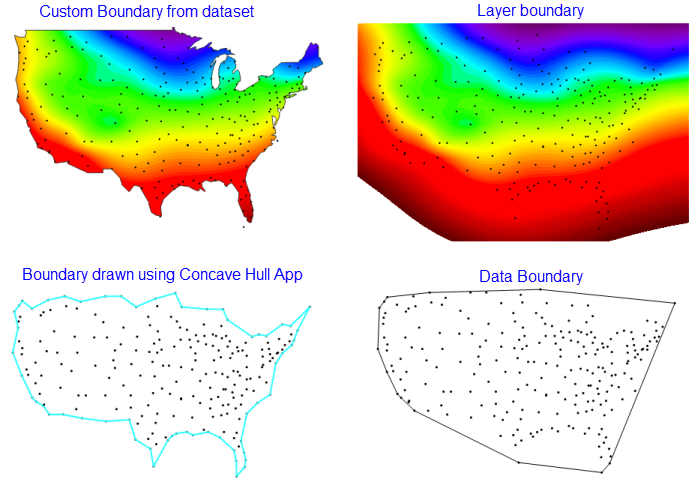 Custom Boundary from dataset
Layer boundary
Boundary drawn using Concave Hull App
Data Boundary